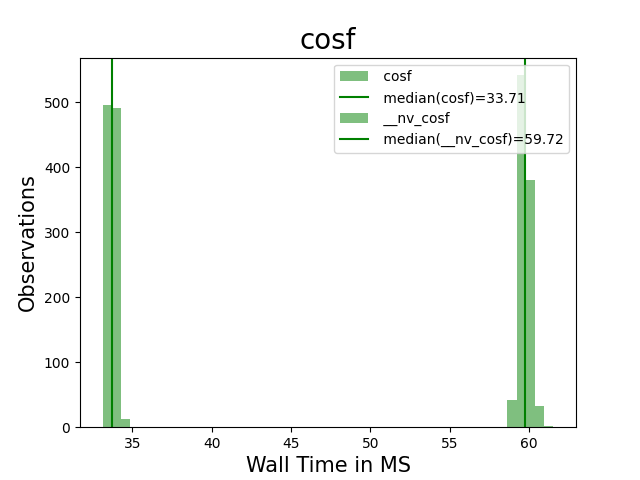 cosf
cosf
median(cosf)=33.71
__nv_cosf
median(__nv_cosf)=59.72
Observations
500
400
300
200
100
0
35 40 45 50 55 60
Wall Time in MS